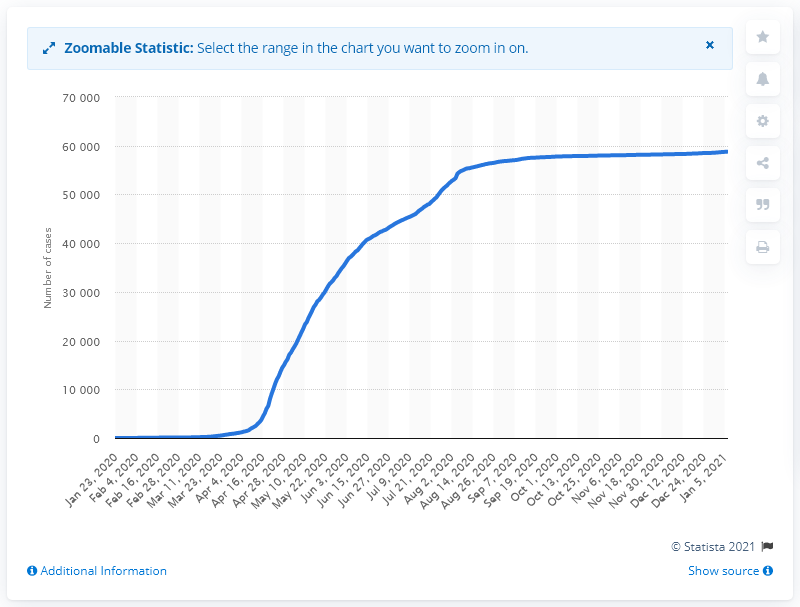 Zoomable Statistic: Select the range in the chart you want to zoom in on.
×
70 000
60 000
50 000
40 000
30 000
20 000
10 000
0
Number of cases
Jan 23, 2020
Feb 4, 2020
Feb 16, 2020
Feb 28, 2020
Mar 11, 2020
Mar 23, 2020
Apr 4, 2020
Apr 16, 2020
Apr 28, 2020
May 10, 2020
May 22, 2020
Jun 3, 2020
Jun 15, 2020
Jun 27, 2020
Jul 9, 2020
Jul 21, 2020
Aug 2, 2020
Aug 14, 2020
Aug 26, 2020
Sep 7, 2020
Sep 19, 2020
Oct 1, 2020
Oct 13, 2020
Oct 25, 2020
Nov 6, 2020
Nov 18, 2020
Nov 30, 2020
Dec 12, 2020
Dec 24, 2020
Jan 5, 2021
© Statista 2021
Additional Information
Show source